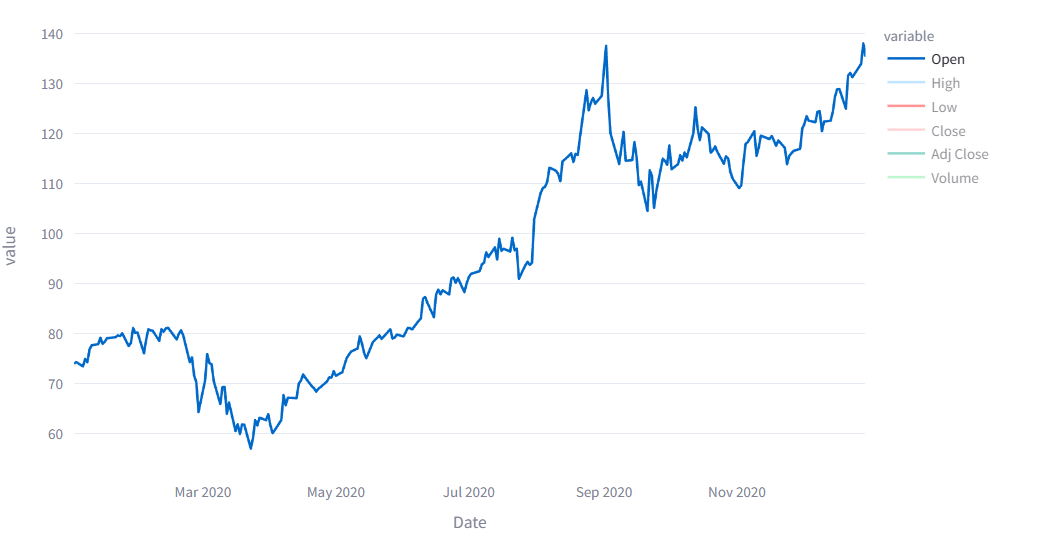 variable
Open
High
Low
Close
Adj Close
Volume
value
140
130
120
110
100
90
80
70
60
Mar 2020 May 2020 Jul 2020 Sep 2020 Nov 2020
Date